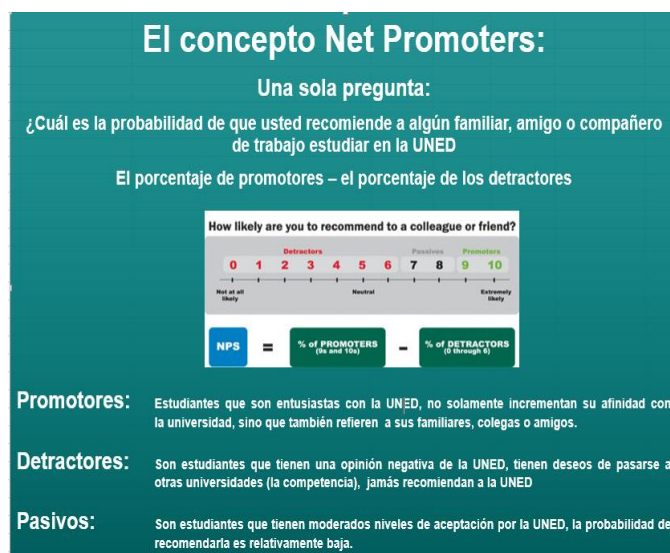 El concepto Net Promoters:
Una sola pregunta:
¿Cuál es la probabilidad de que usted recomiende a algún familiar, amigo o compañero
de trabajo estudiar en la UNED
El porcentaje de promotores – el porcentaje de los detractores
How likely are you to recommend to a colleague or friend?
Detractors Passives Promoters
0 1 2 3 4 5 6 7 8 9 10
Not at all likely Neutral Extremely likely
NPS = % of PROMOTERS (9s and 10s) – % of DETRACTORS (0 through 6)
Promotores: Estudiantes que son entusiastas con la UNED, no solamente incrementan su afinidad con
la universidad, sino que también refieren a sus familiares, colegas o amigos.
Detractores: Son estudiantes que tienen una opinión negativa de la UNED, tienen deseos de pasarse a
otras universidades (la competencia), jamás recomiendan a la UNED
Pasivos: Son estudiantes que tienen moderados niveles de aceptación por la UNED, la probabilidad de
recomendarla es relativamente baja.